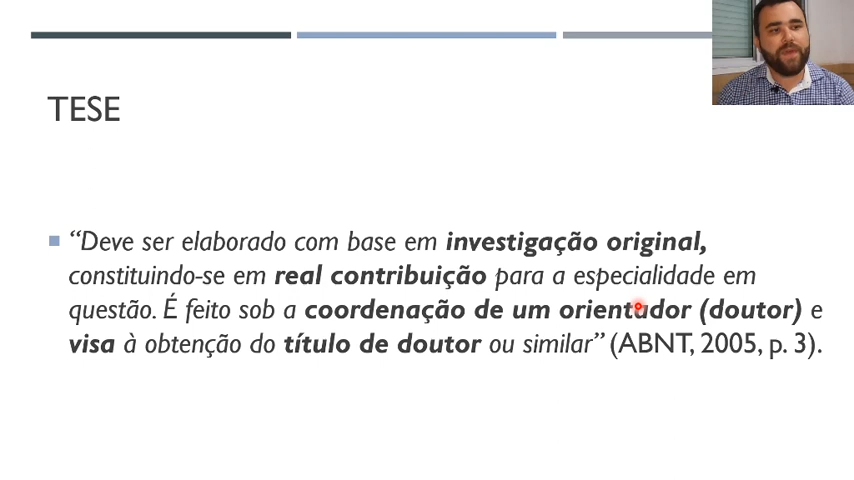 TESE
“Deve ser elaborado com base em investigação original,
constituindo-se em real contribuição para a especialidade em
questão. É feito sob a coordenação de um orientador (doutor) e
visa à obtenção do título de doutor ou similar” (ABNT, 2005, p. 3).